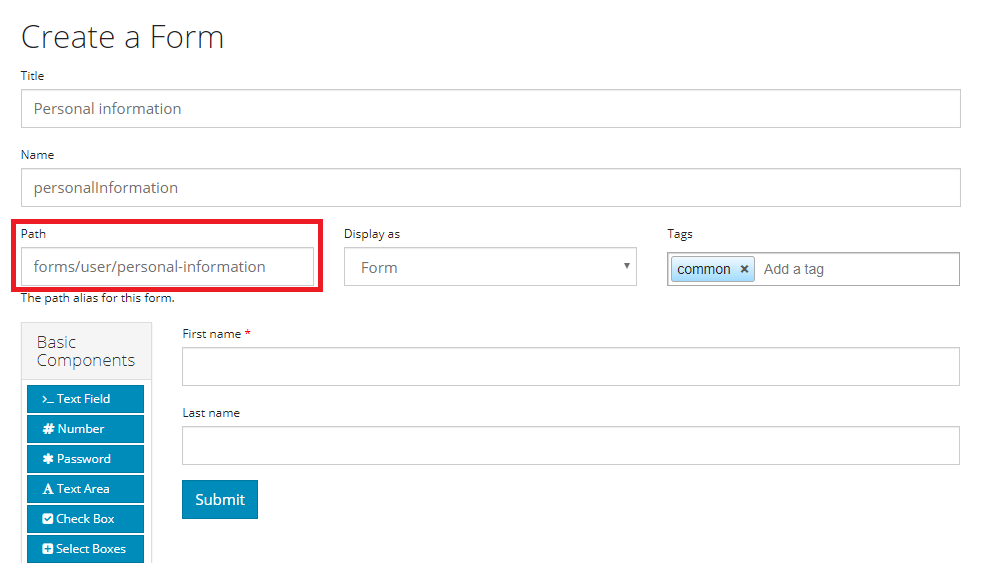 Create a Form
Title
Personal information
Name
personalInformation
Path
Display as
Tags
forms/user/personal-information
Form
common × Add a tag
The path alias for this form.
Basic
Components
First name *
Text Field
Number
Last name
Password
Text Area
Submit
Check Box
Select Boxes